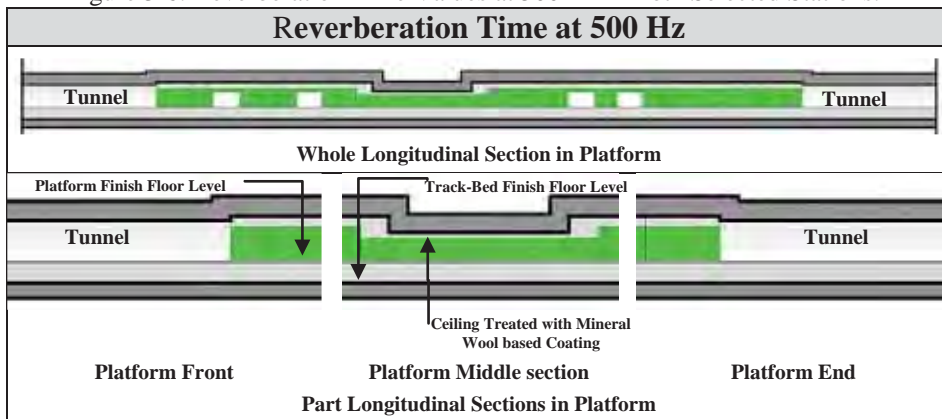 Reverberation Time at 500 Hz
Tunnel
Tunnel
Whole Longitudinal Section in Platform
Platform Finish Floor Level
Track-Bed Finish Floor Level
Tunnel
Tunnel
Ceiling Treated with Mineral
Wool based Coating
Platform Front
Platform Middle section
Platform End
Part Longitudinal Sections in Platform